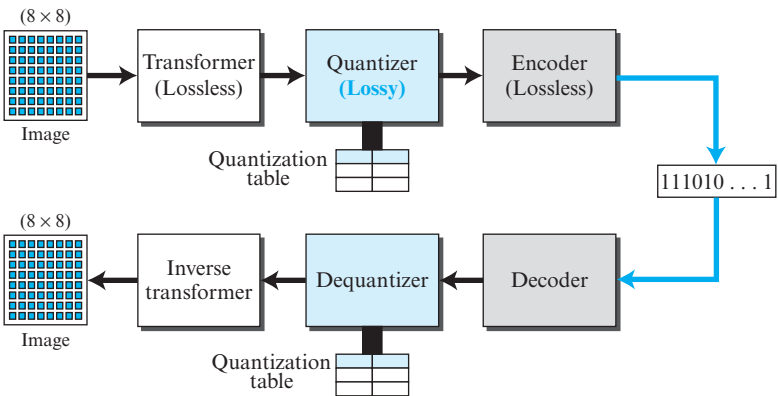 (8 × 8)
Image
Transformer
(Lossless)
Quantizer
(Lossy)
Encoder
(Lossless)
Quantization
table
111010 . . . 1
(8 × 8)
Image
Inverse
transformer
Dequantizer
Decoder
Quantization
table